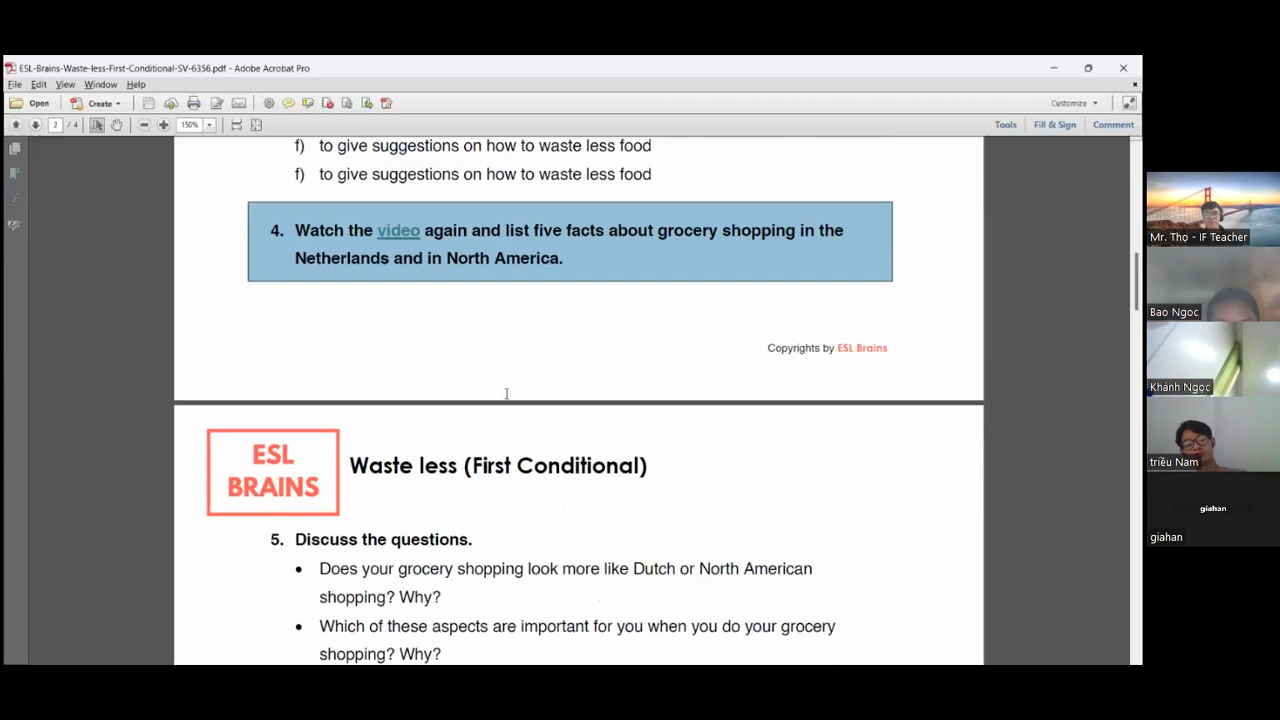 ESL-Brains-Waste-less-First-Conditional-SV-6356.pdf - Adobe Acrobat Pro
File Edit View Window Help
Open Create Customize
2 / 4 150% Tools Fill & Sign Comment
f) to give suggestions on how to waste less food
f) to give suggestions on how to waste less food
4. Watch the video again and list five facts about grocery shopping in the
Netherlands and in North America.
Copyrights by ESL Brains
ESL
BRAINS
Waste less (First Conditional)
5. Discuss the questions.
• Does your grocery shopping look more like Dutch or North American
shopping? Why?
• Which of these aspects are important for you when you do your grocery
shopping? Why?
Mr. Thọ - IF Teacher
Bao Ngoc
Khánh Ngọc
triều Nam
giahan
giahan